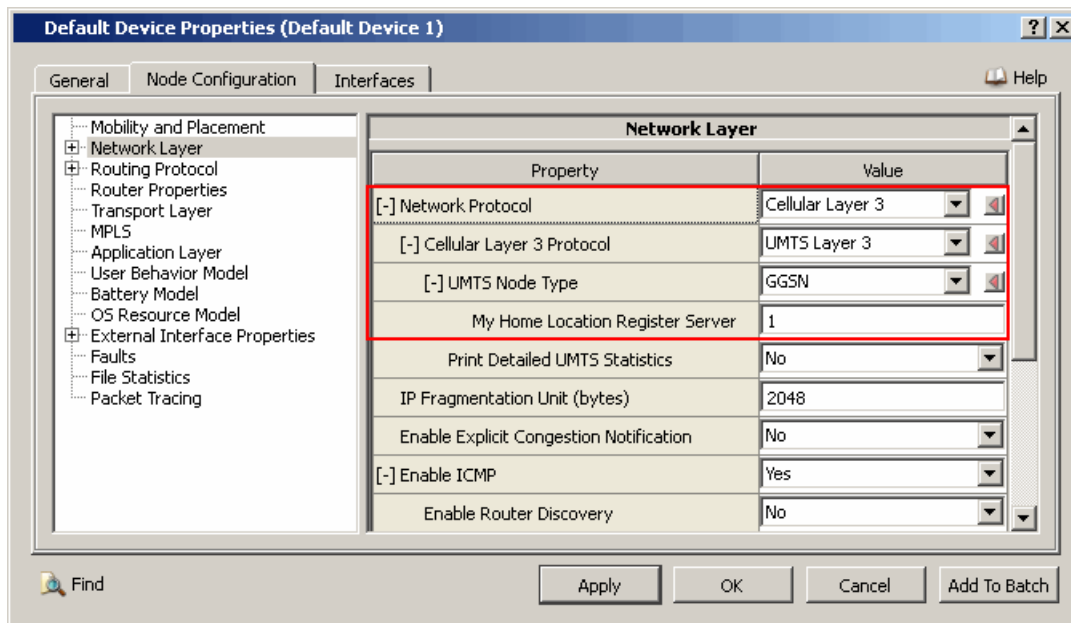 Default Device Properties (Default Device 1)
General
Node Configuration
Interfaces
Help
Mobility and Placement
Network Layer
Routing Protocol
Router Properties
Transport Layer
MPLS
Application Layer
User Behavior Model
Battery Model
OS Resource Model
External Interface Properties
Faults
File Statistics
Packet Tracing
Network Layer
Property Value
[-] Network Protocol Cellular Layer 3
[-] Cellular Layer 3 Protocol UMTS Layer 3
[-] UMTS Node Type GGSN
My Home Location Register Server 1
Print Detailed UMTS Statistics No
IP Fragmentation Unit (bytes) 2048
Enable Explicit Congestion Notification No
[-] Enable ICMP Yes
Enable Router Discovery No
Find
Apply
OK
Cancel
Add To Batch